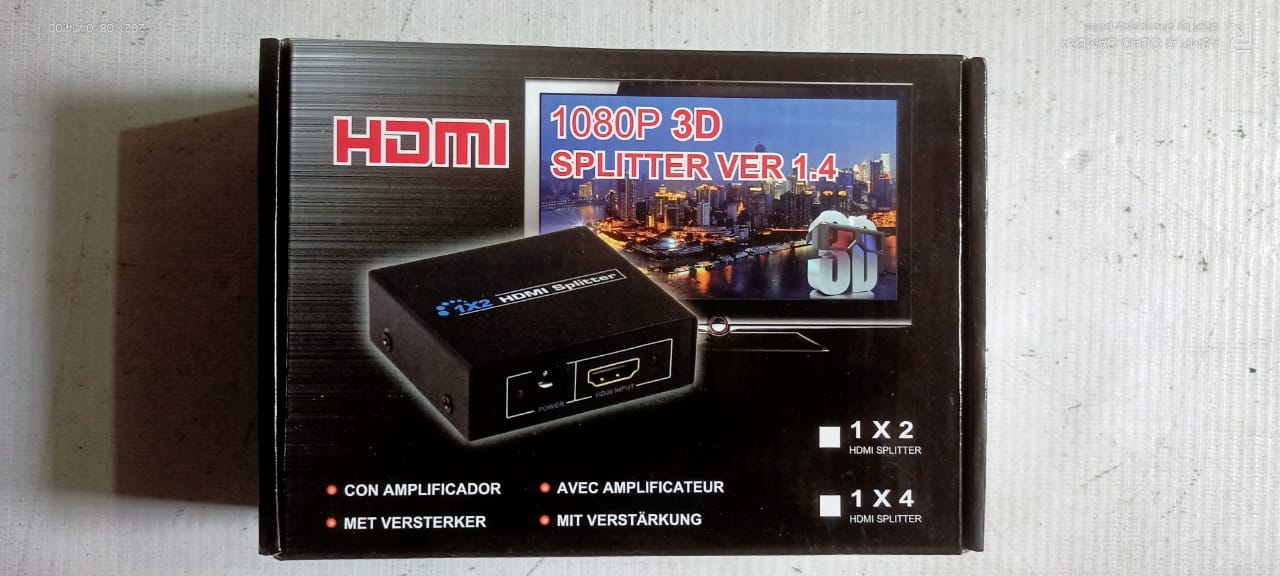 HDMI
1080P 3D
SPLITTER VER 1.4
3D
1X2 HDMI Splitter
POWER
HDMI INPUT
1 X 2
HDMI SPLITTER
1 X 4
HDMI SPLITTER
CON AMPLIFICADOR
AVEC AMPLIFICATEUR
MET VERSTERKER
MIT VERSTÄRKUNG